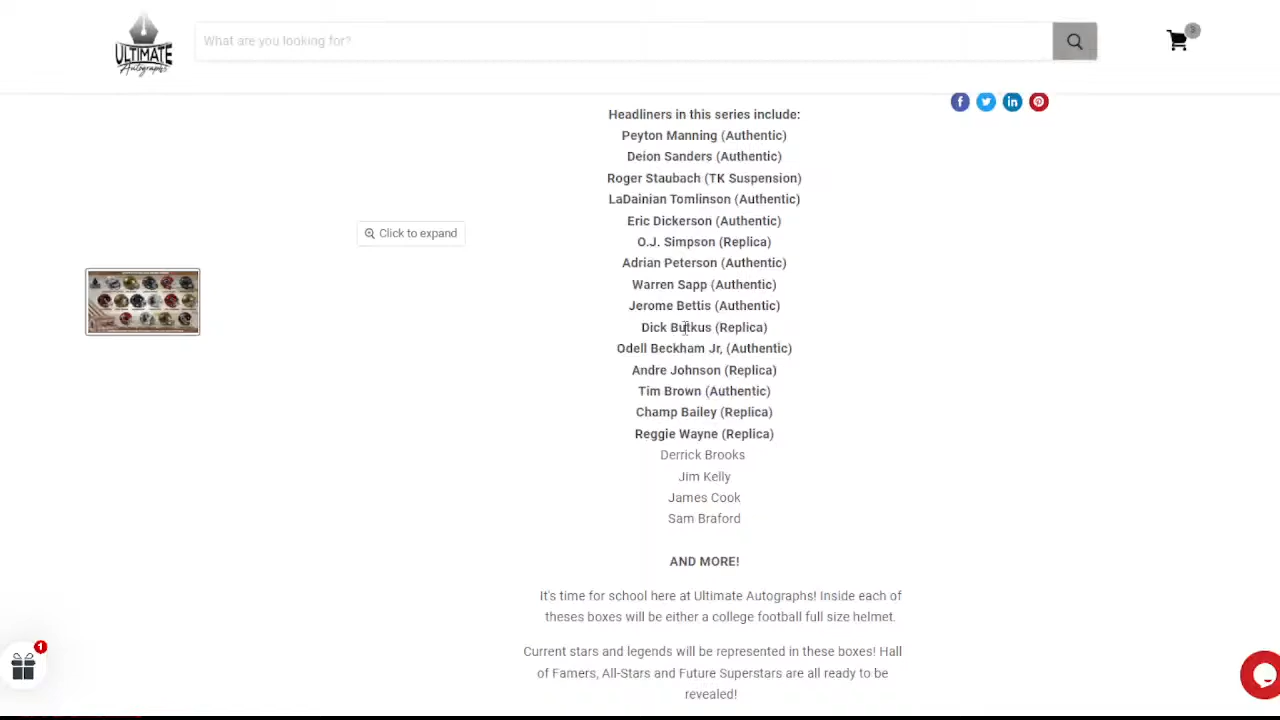 ULTIMATE
Autographs
What are you looking for?
Headliners in this series include:
Peyton Manning (Authentic)
Deion Sanders (Authentic)
Roger Staubach (TK Suspension)
LaDainian Tomlinson (Authentic)
Click to expand
Eric Dickerson (Authentic)
O.J. Simpson (Replica)
Adrian Peterson (Authentic)
Warren Sapp (Authentic)
Jerome Bettis (Authentic)
Dick Butkus (Replica)
Odell Beckham Jr, (Authentic)
Andre Johnson (Replica)
Tim Brown (Authentic)
Champ Bailey (Replica)
Reggie Wayne (Replica)
Derrick Brooks
Jim Kelly
James Cook
Sam Braford
AND MORE!
It's time for school here at Ultimate Autographs! Inside each of
theses boxes will be either a college football full size helmet.
Current stars and legends will be represented in these boxes! Hall
of Famers, All-Stars and Future Superstars are all ready to be
revealed!
1